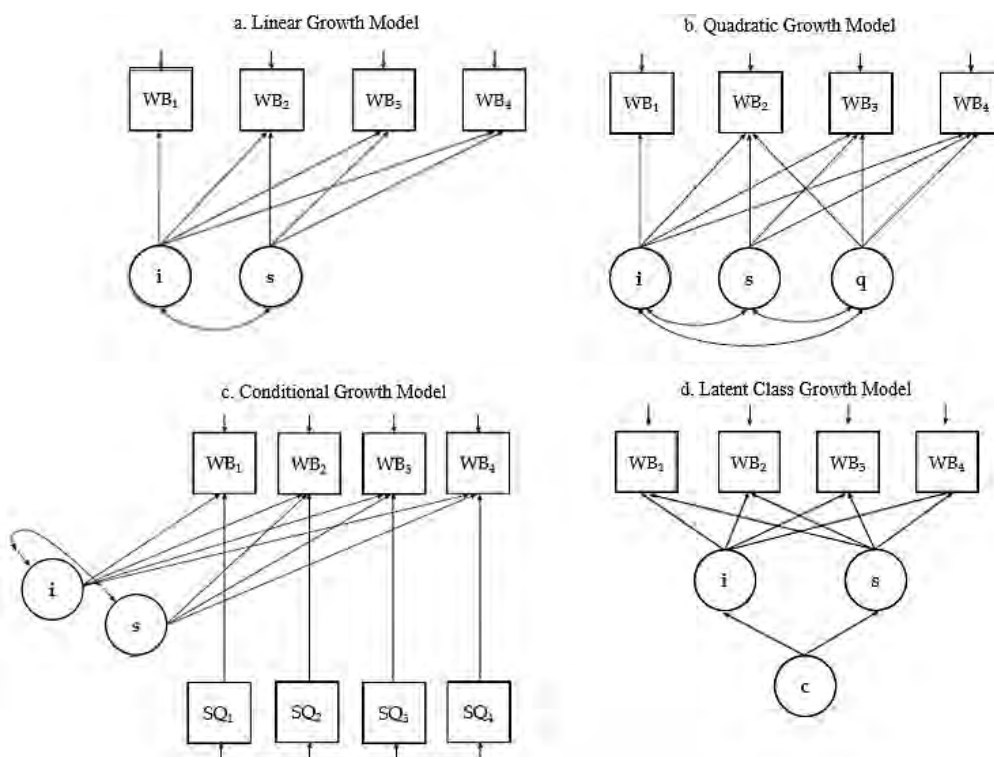 a. Linear Growth Model
WB₁ WB₂ WB₃ WB₄
i s
b. Quadratic Growth Model
WB₁ WB₂ WB₃ WB₄
i s q
c. Conditional Growth Model
WB₁ WB₂ WB₃ WB₄
i
s
SQ₁ SQ₂ SQ₃ SQ₄
d. Latent Class Growth Model
WB₂ WB₂ WB₃ WB₄
i s
c